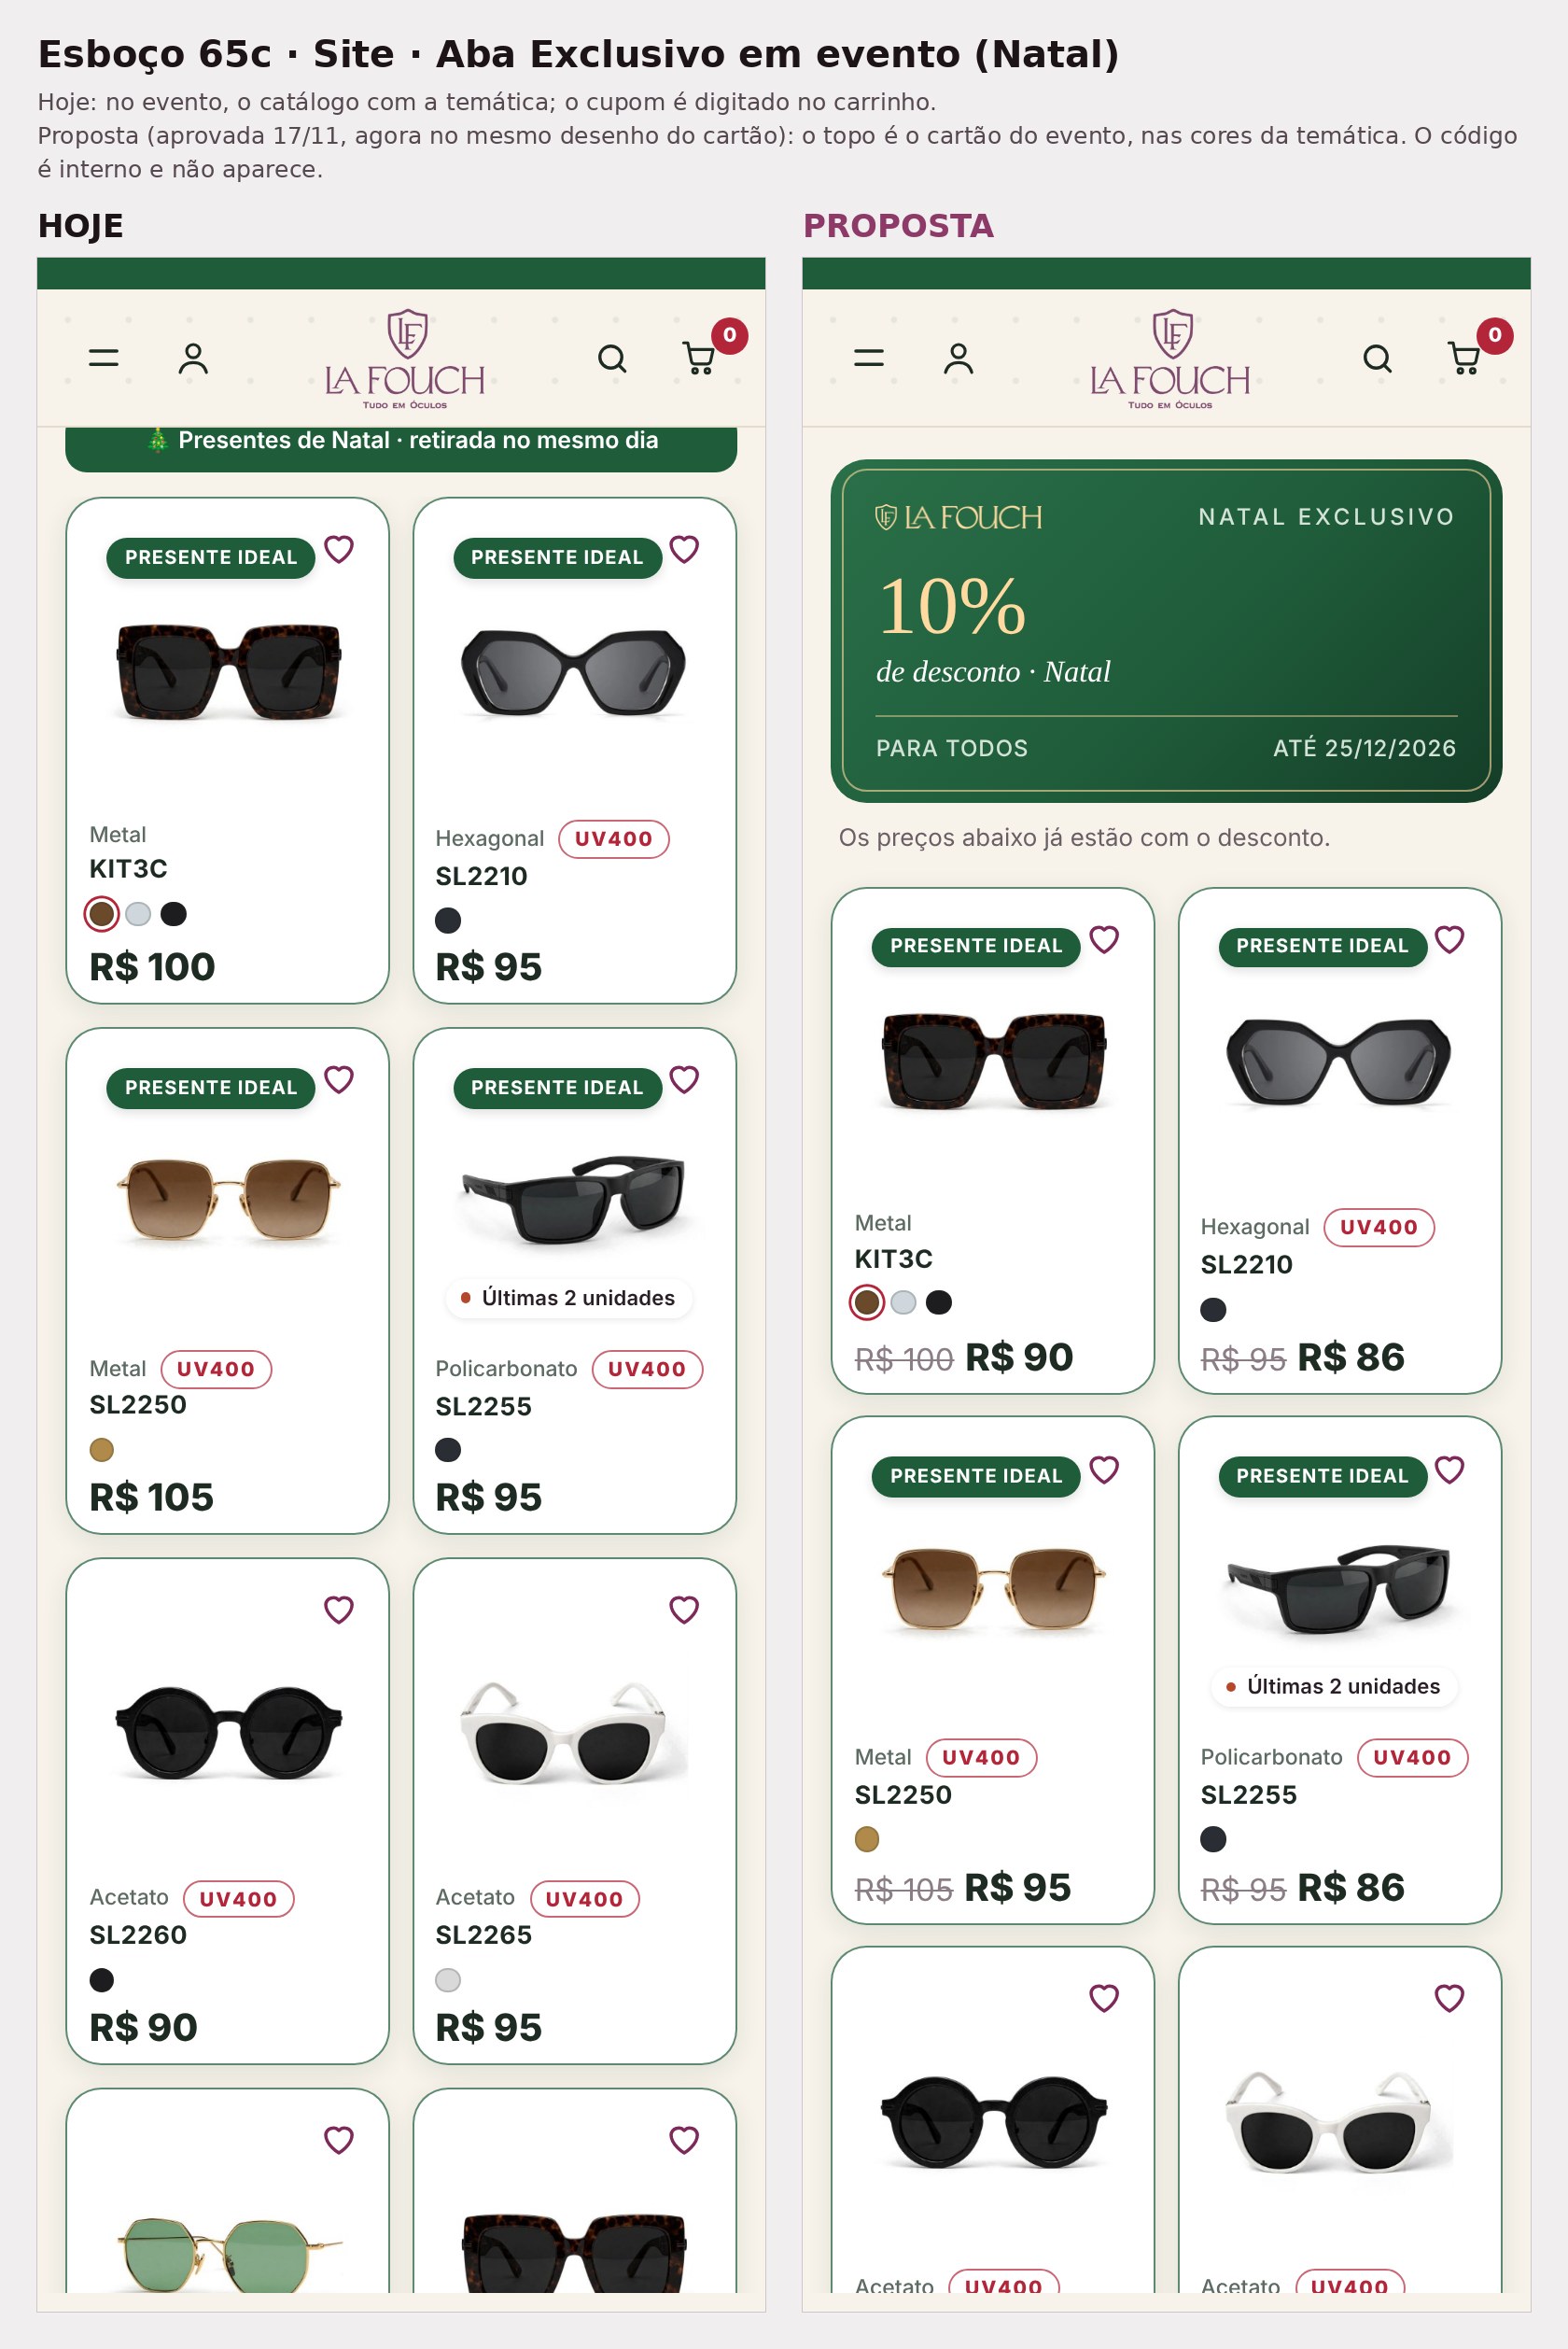 Esboço 65c · Site · Aba Exclusivo em evento (Natal)
Hoje: no evento, o catálogo com a temática; o cupom é digitado no carrinho.
Proposta (aprovada 17/11, agora no mesmo desenho do cartão): o topo é o cartão do evento, nas cores da temática. O código
é interno e não aparece.
HOJE
LF
LA FOUCH
TUDO EM ÓCULOS
0
🎄 Presentes de Natal · retirada no mesmo dia
PRESENTE IDEAL
PRESENTE IDEAL
Metal
KIT3C
R$ 100
Hexagonal UV400
SL2210
R$ 95
PRESENTE IDEAL
PRESENTE IDEAL
Últimas 2 unidades
Metal UV400
SL2250
R$ 105
Policarbonato UV400
SL2255
R$ 95
Acetato UV400
SL2260
R$ 90
Acetato UV400
SL2265
R$ 95
PROPOSTA
LF
LA FOUCH
TUDO EM ÓCULOS
0
LF LA FOUCH
NATAL EXCLUSIVO
10%
de desconto · Natal
PARA TODOS
ATÉ 25/12/2026
Os preços abaixo já estão com o desconto.
PRESENTE IDEAL
PRESENTE IDEAL
Metal
KIT3C
R$ 100 R$ 90
Hexagonal UV400
SL2210
R$ 95 R$ 86
PRESENTE IDEAL
PRESENTE IDEAL
Últimas 2 unidades
Metal UV400
SL2250
R$ 105 R$ 95
Policarbonato UV400
SL2255
R$ 95 R$ 86
Acetato UV400
Acetato UV400